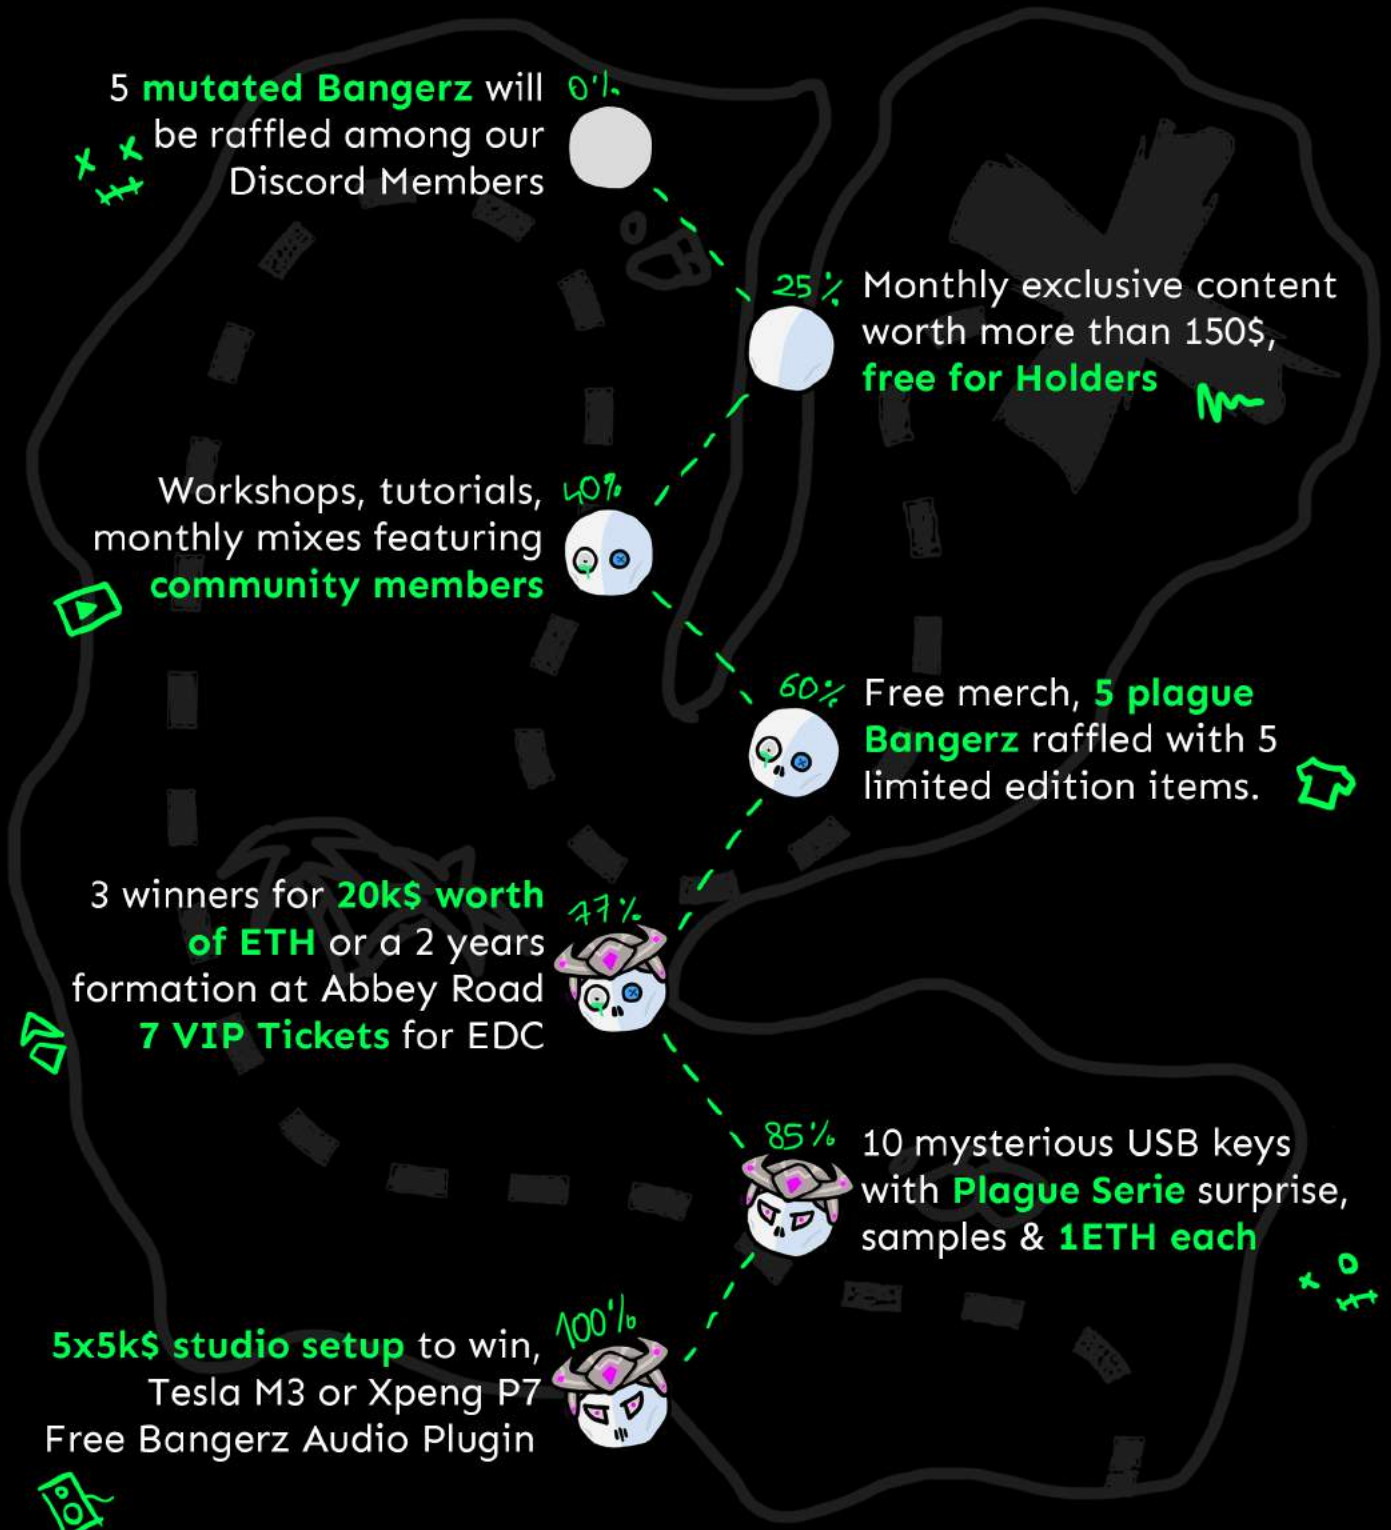 0%
5 mutated Bangerz will
be raffled among our
Discord Members
25%
Monthly exclusive content
worth more than 150$,
free for Holders
40%
Workshops, tutorials,
monthly mixes featuring
community members
60%
Free merch, 5 plague
Bangerz raffled with 5
limited edition items.
77%
3 winners for 20k$ worth
of ETH or a 2 years
formation at Abbey Road
7 VIP Tickets for EDC
85%
10 mysterious USB keys
with Plague Serie surprise,
samples & 1ETH each
100%
5x5k$ studio setup to win,
Tesla M3 or Xpeng P7
Free Bangerz Audio Plugin